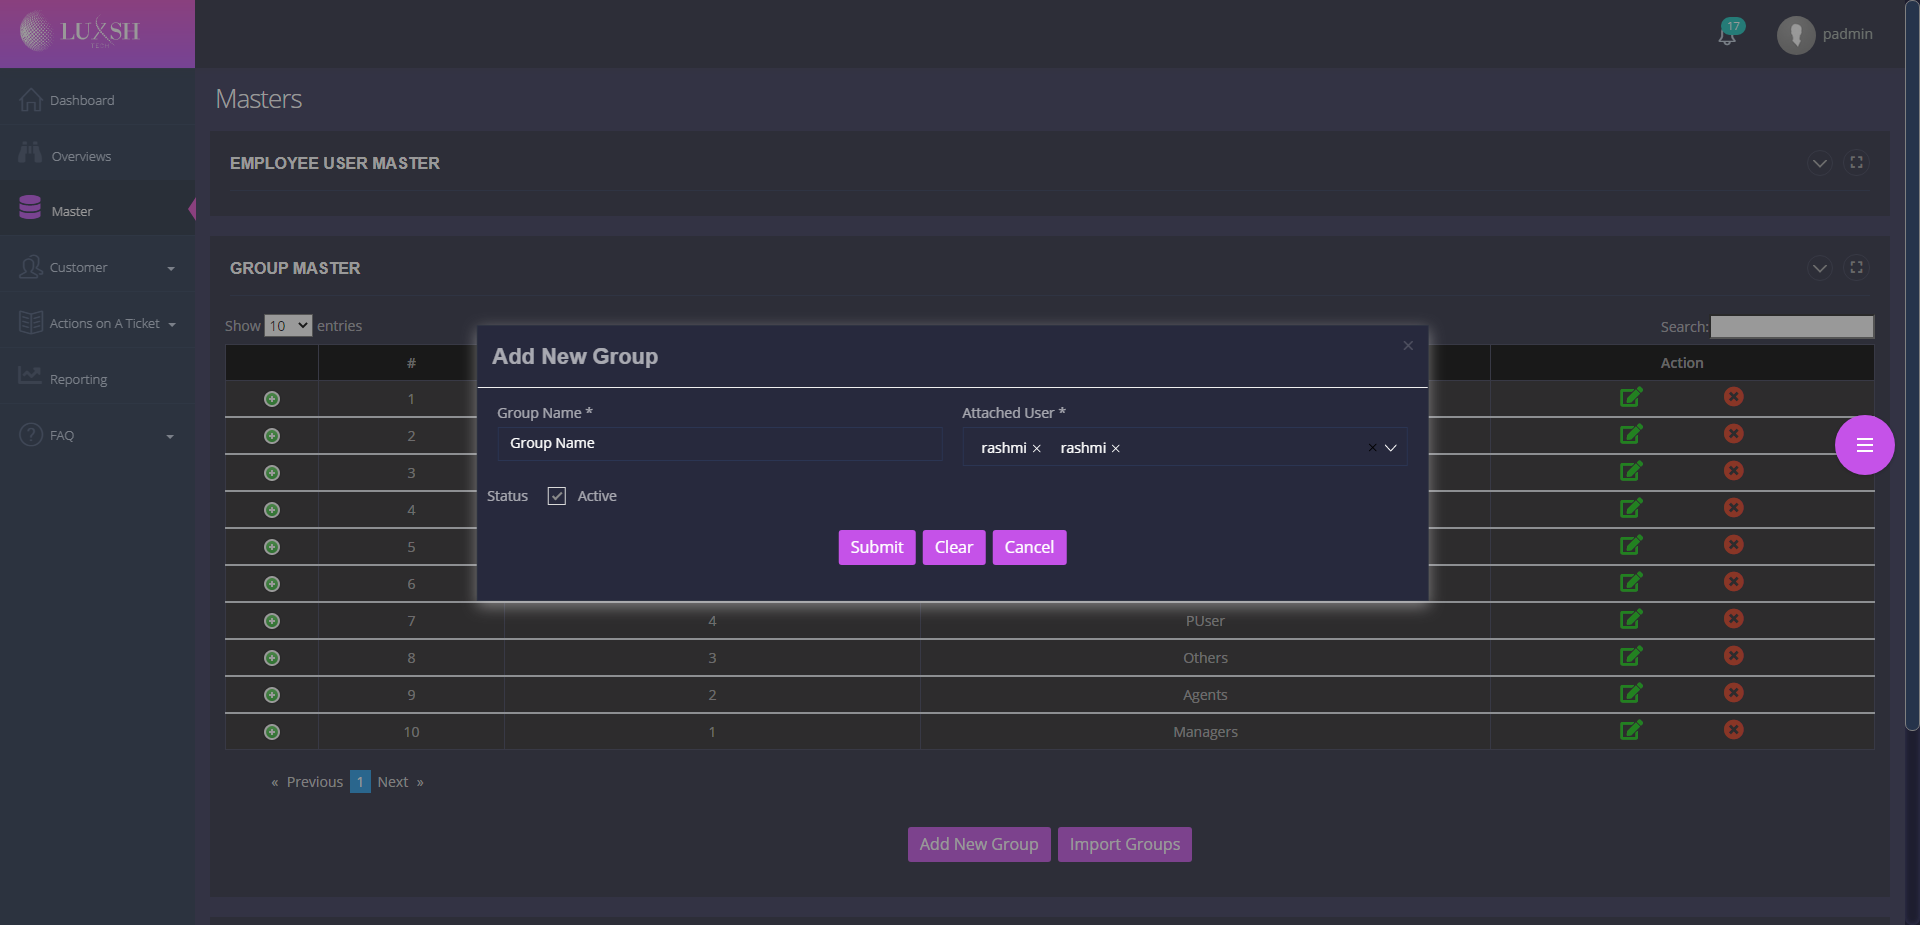 LUXSH
TECH
17
padmin
Dashboard
Overviews
Master
Customer
Actions on A Ticket
Reporting
? FAQ
Masters
EMPLOYEE USER MASTER
GROUP MASTER
Show 10 entries
Search:
# Action
1
2
3
4
5
6
7 4 PUser
8 3 Others
9 2 Agents
10 1 Managers
Add New Group ×
Group Name * Attached User *
Group Name rashmi × rashmi × ×
Status Active
Submit Clear Cancel
« Previous 1 Next »
Add New Group Import Groups